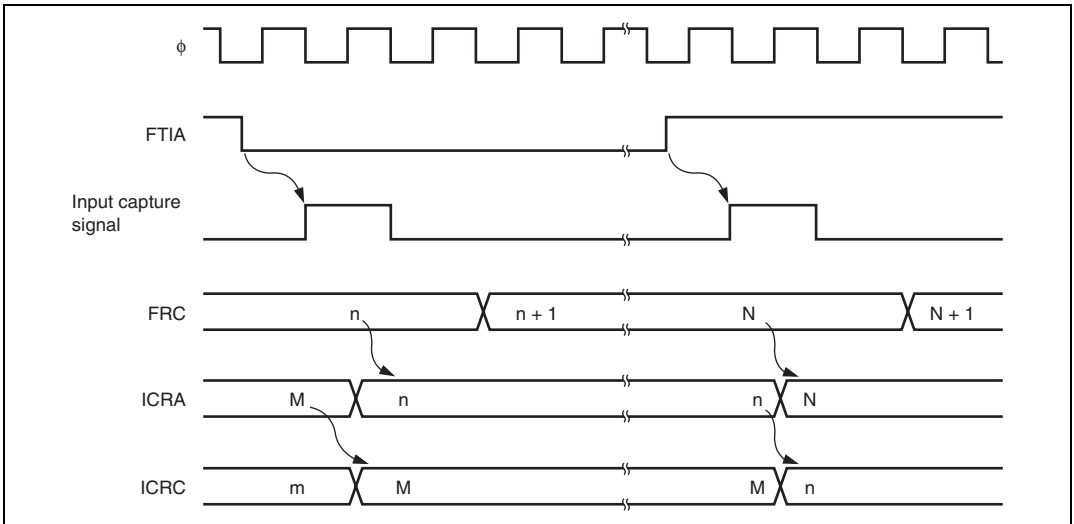 ϕ
FTIA
Input capture
signal
FRC n n + 1 N N + 1
ICRA M n n N
ICRC m M M n